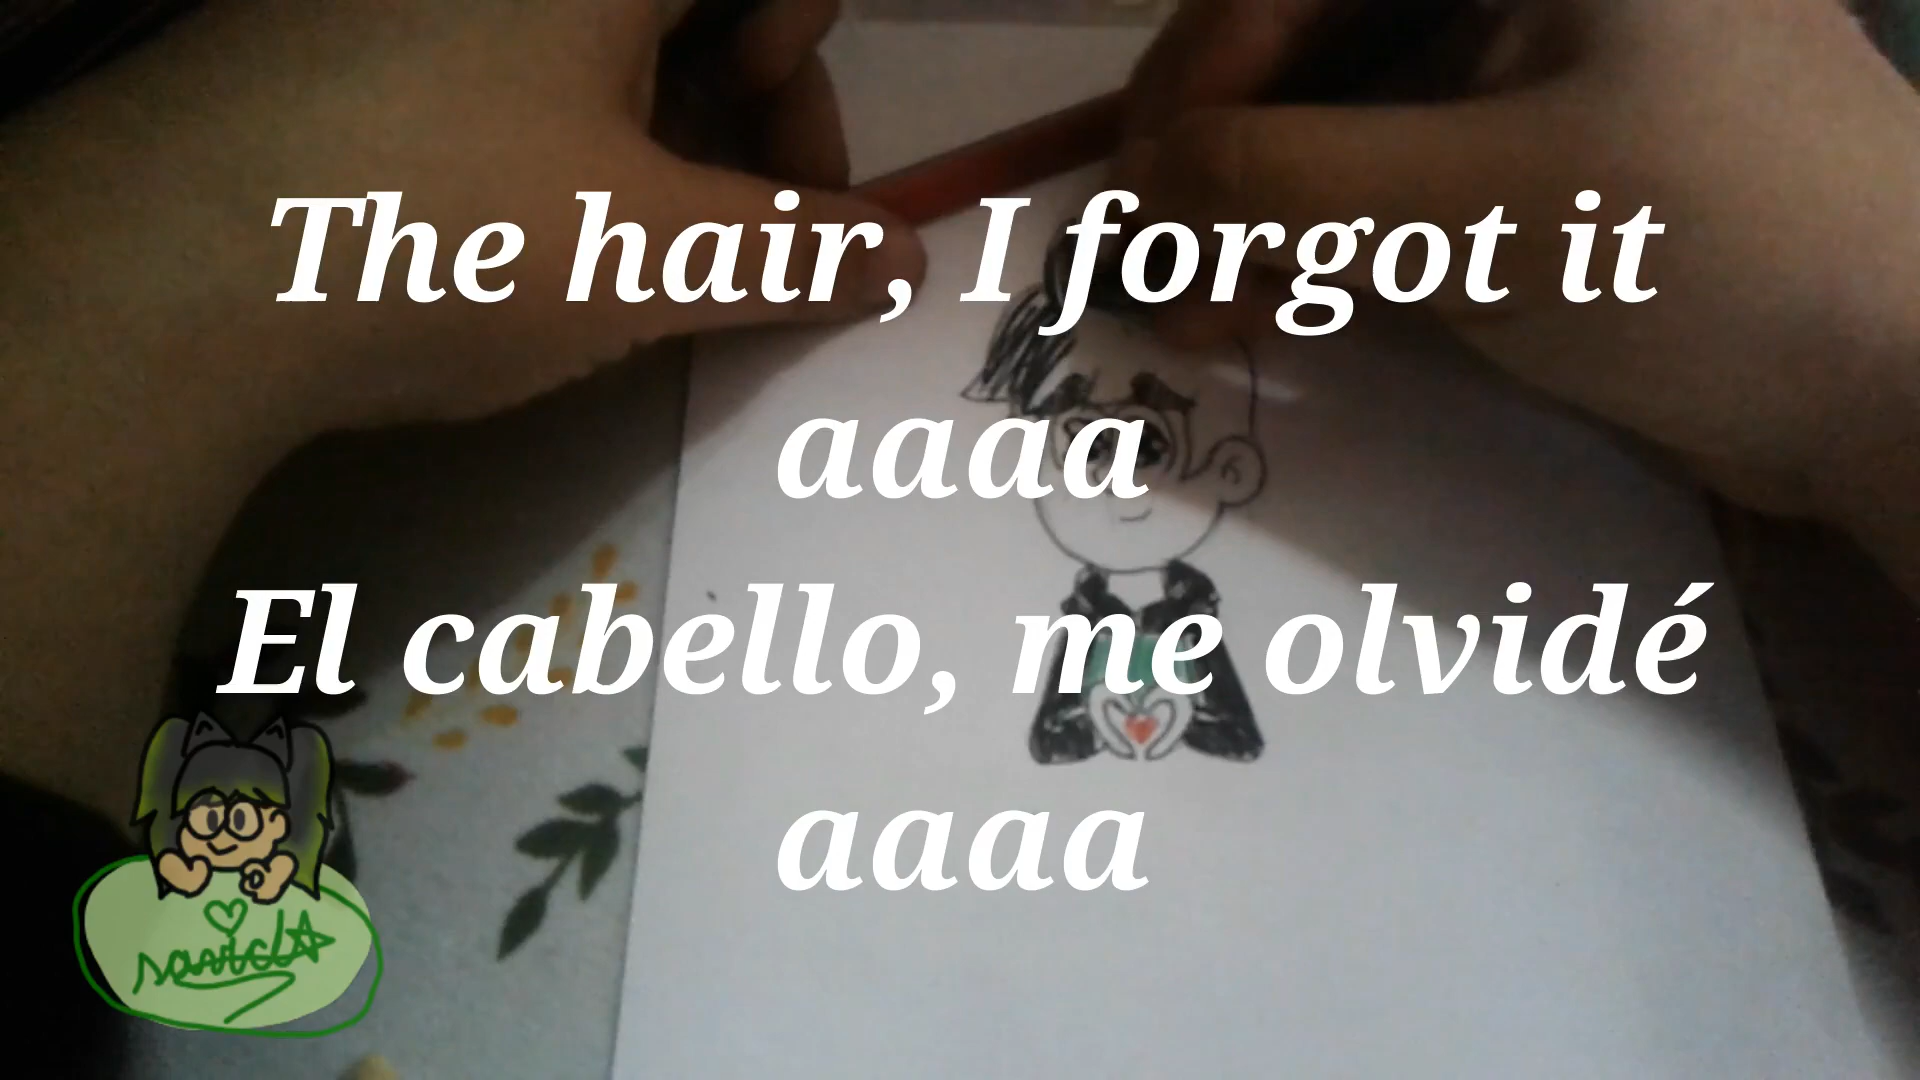 The hair, I forgot it
aaaa
El cabello, me olvidé
aaaa